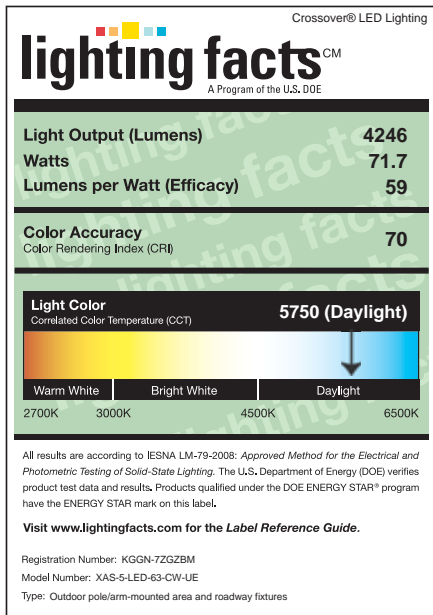 Crossover® LED Lighting
lighting facts CM
A Program of the U.S. DOE
Light Output (Lumens) 4246
Watts 71.7
Lumens per Watt (Efficacy) 59
Color Accuracy
Color Rendering Index (CRI) 70
Light Color
Correlated Color Temperature (CCT) 5750 (Daylight)
Warm White Bright White Daylight
2700K 3000K 4500K 6500K
All results are according to IESNA LM-79-2008: Approved Method for the Electrical and
Photometric Testing of Solid-State Lighting. The U.S. Department of Energy (DOE) verifies
product test data and results. Products qualified under the DOE ENERGY STAR® program
have the ENERGY STAR mark on this label.
Visit www.lightingfacts.com for the Label Reference Guide.
Registration Number: KGGN-7ZGZBM
Model Number: XAS-5-LED-63-CW-UE
Type: Outdoor pole/arm-mounted area and roadway fixtures